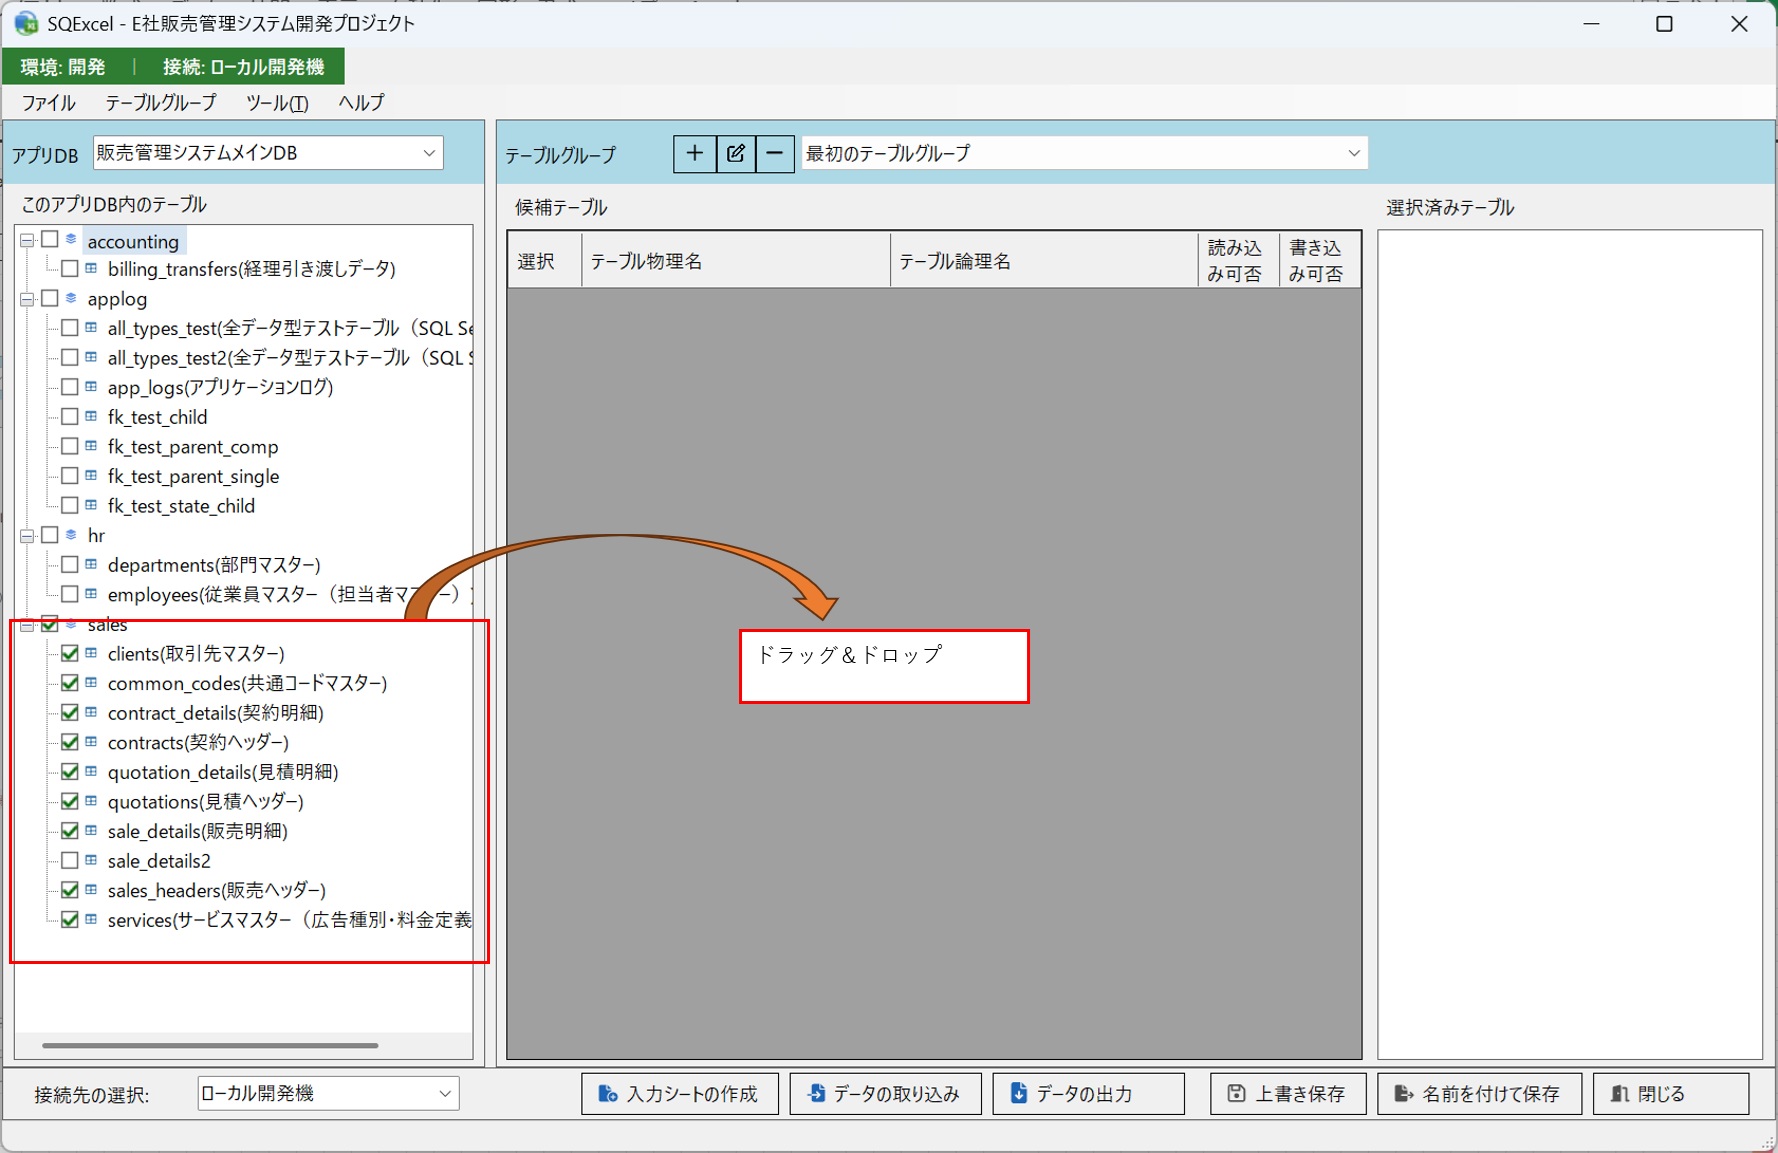 SQExcel - E社販売管理システム開発プロジェクト
環境: 開発 | 接続: ローカル開発機
ファイル テーブルグループ ツール(T) ヘルプ
アプリDB 販売管理システムメインDB
このアプリDB内のテーブル
accounting
billing_transfers(経理引き渡しデータ)
applog
all_types_test(全データ型テストテーブル（SQL Se
all_types_test2(全データ型テストテーブル（SQL S
app_logs(アプリケーションログ)
fk_test_child
fk_test_parent_comp
fk_test_parent_single
fk_test_state_child
hr
departments(部門マスター)
employees(従業員マスター（担当者マスター）)
sales
clients(取引先マスター)
common_codes(共通コードマスター)
contract_details(契約明細)
contracts(契約ヘッダー)
quotation_details(見積明細)
quotations(見積ヘッダー)
sale_details(販売明細)
sale_details2
sales_headers(販売ヘッダー)
services(サービスマスター（広告種別・料金定義
テーブルグループ 最初のテーブルグループ
候補テーブル
選択 テーブル物理名 テーブル論理名 読み込み可否 書き込み可否
ドラッグ＆ドロップ
選択済みテーブル
接続先の選択: ローカル開発機
入力シートの作成 データの取り込み データの出力 上書き保存 名前を付けて保存 閉じる